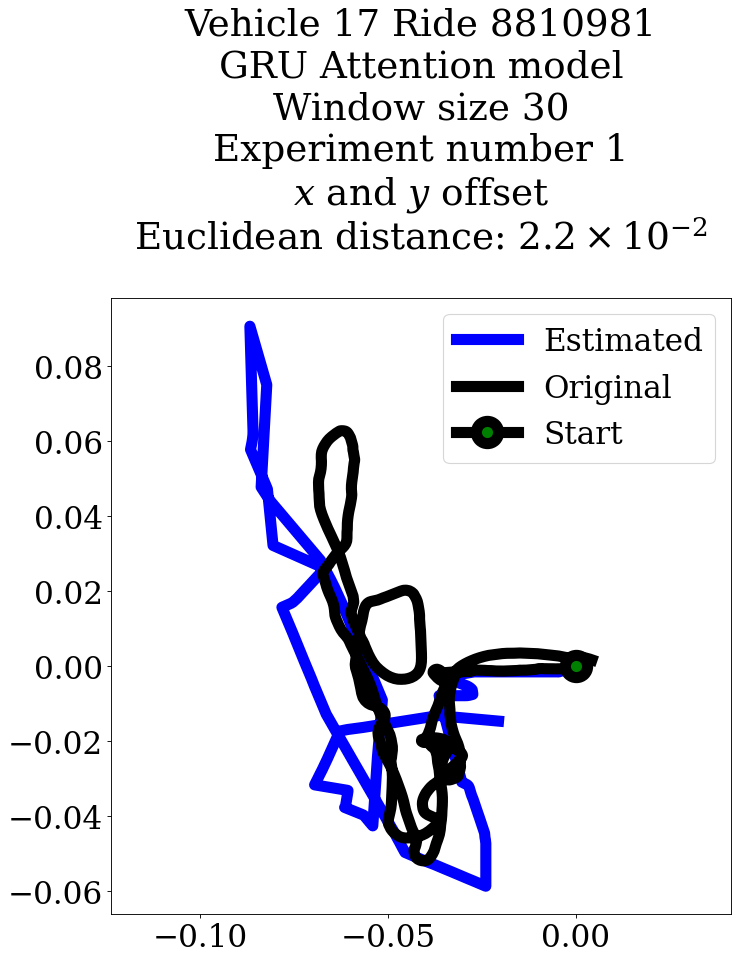 Vehicle 17 Ride 8810981
GRU Attention model
Window size 30
Experiment number 1
x and y offset
Euclidean distance: 2.2 × 10⁻²
Estimated
Original
Start
0.08
0.06
0.04
0.02
0.00
−0.02
−0.04
−0.06
−0.10
−0.05
0.00